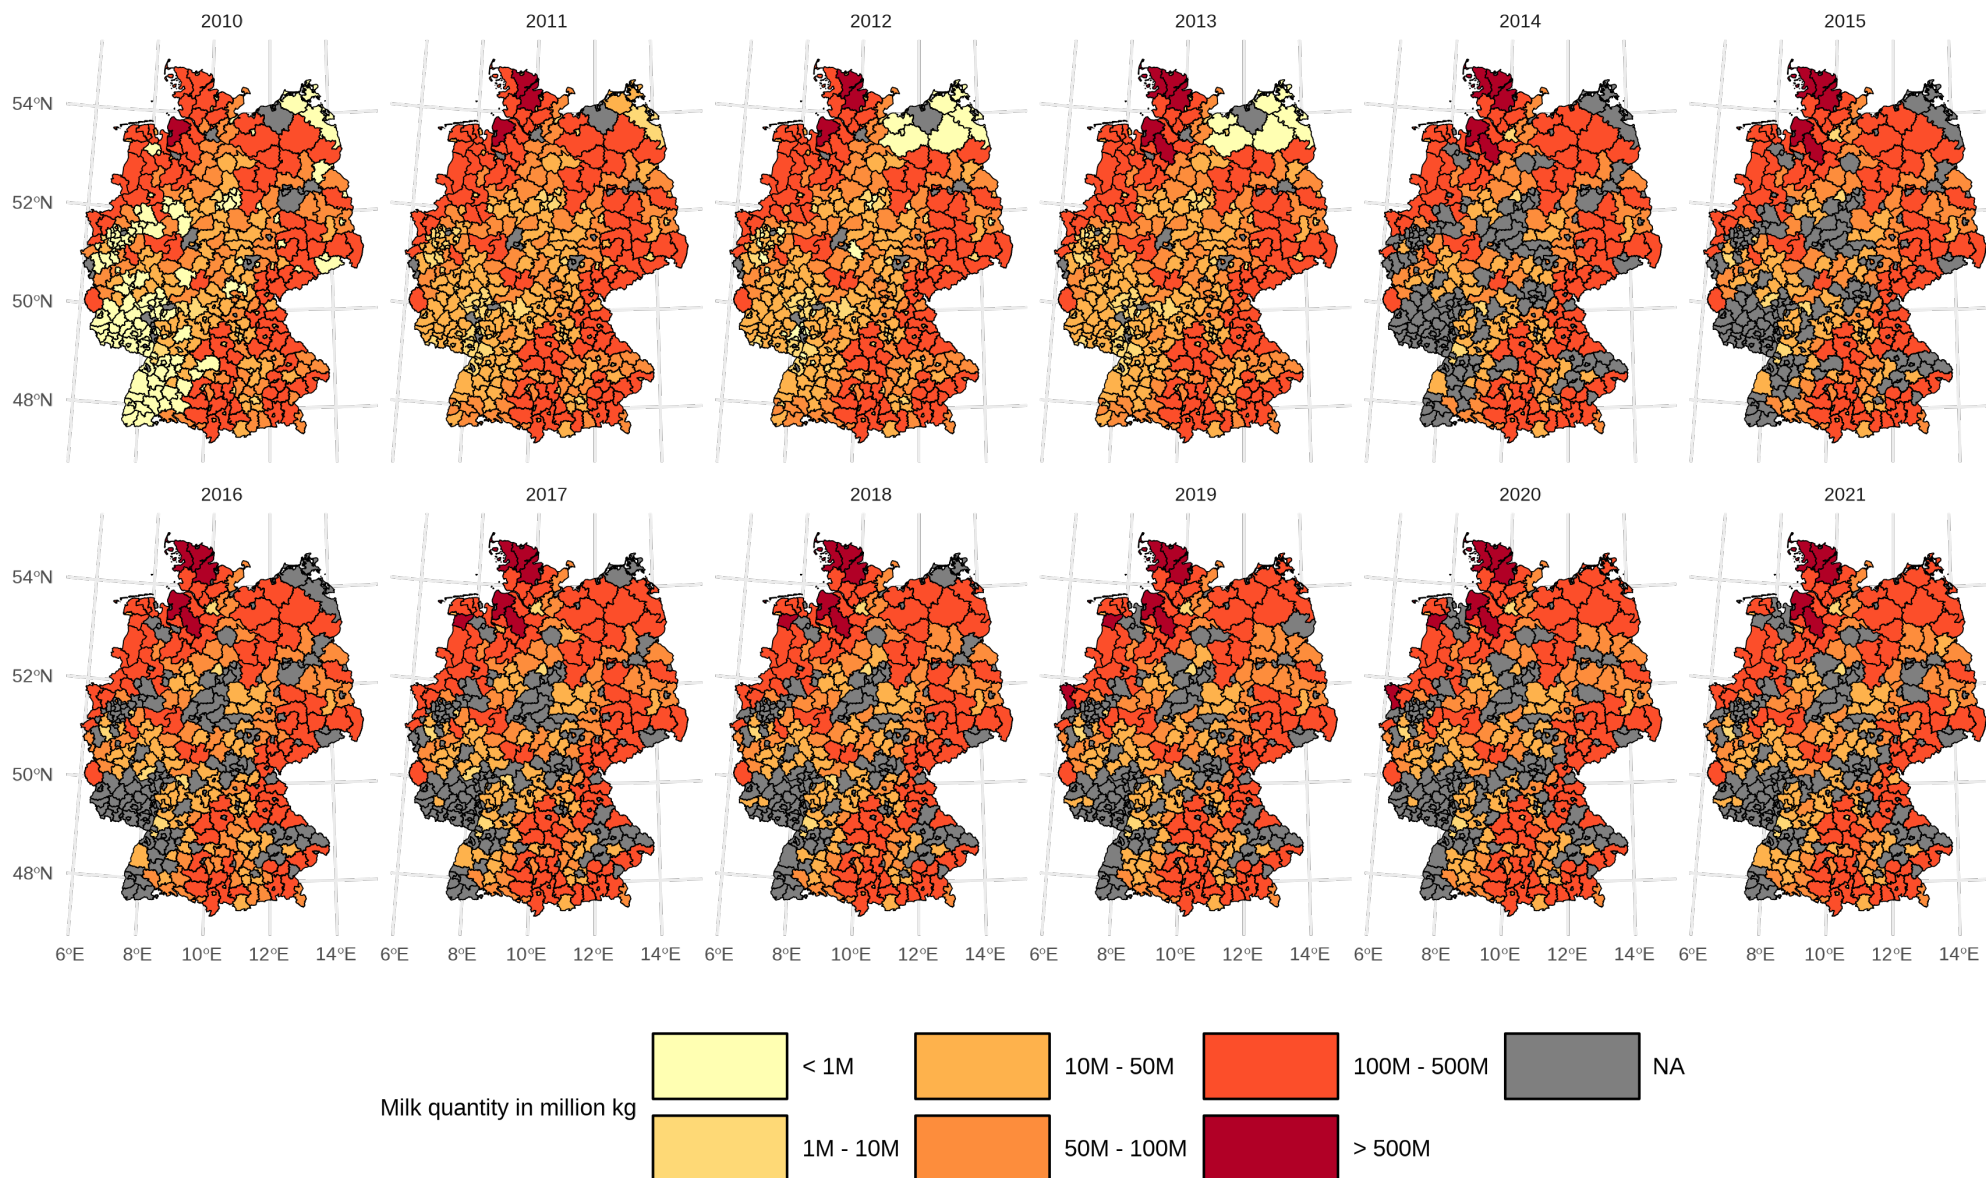 2010 2011 2012 2013 2014 2015
54°N
52°N
50°N
48°N
2016 2017 2018 2019 2020 2021
54°N
52°N
50°N
48°N
6°E 8°E 10°E 12°E 14°E 6°E 8°E 10°E 12°E 14°E 6°E 8°E 10°E 12°E 14°E 6°E 8°E 10°E 12°E 14°E 6°E 8°E 10°E 12°E 14°E 6°E 8°E 10°E 12°E 14°E
Milk quantity in million kg
< 1M 10M - 50M 100M - 500M NA
1M - 10M 50M - 100M > 500M